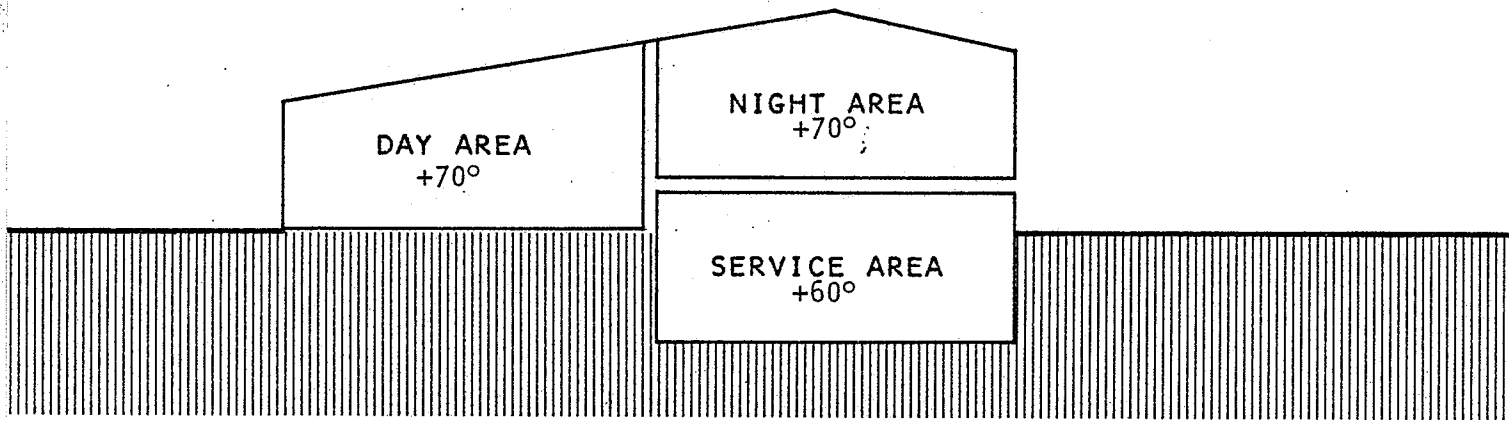 NIGHT AREA
+70°
DAY AREA
+70°
SERVICE AREA
+60°